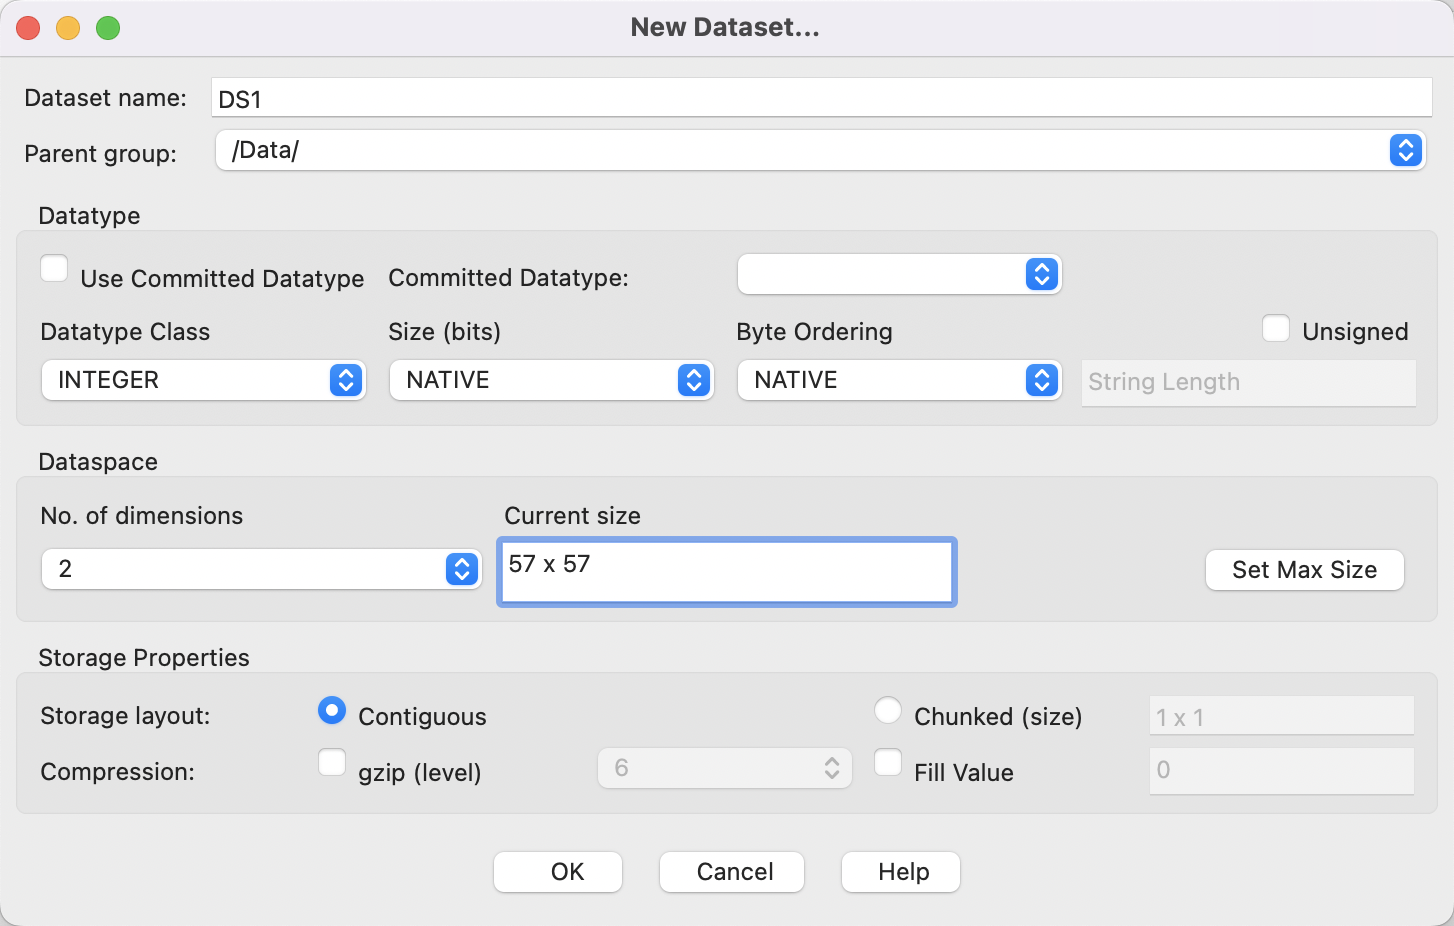 New Dataset...
Dataset name: DS1
Parent group: /Data/
Datatype
Use Committed Datatype Committed Datatype:
Datatype Class Size (bits) Byte Ordering Unsigned
INTEGER NATIVE NATIVE String Length
Dataspace
No. of dimensions Current size
2 57 x 57 Set Max Size
Storage Properties
Storage layout: Contiguous Chunked (size) 1 x 1
Compression: gzip (level) 6 Fill Value 0
OK Cancel Help